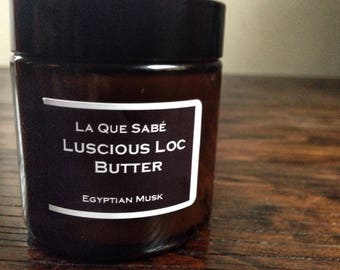 La Que Sabé
Luscious Loc
Butter
Egyptian Musk